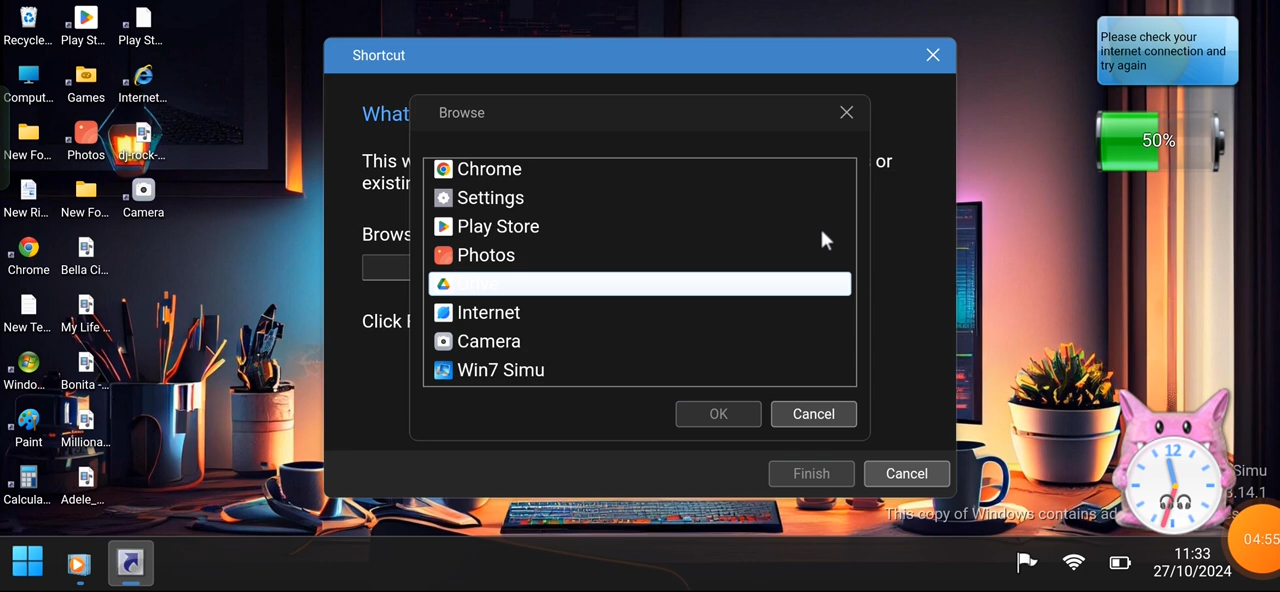 Recycle...
Play St...
Play St...
Comput...
Games
Internet...
New Fo...
Photos
dj-rock-...
New Ri...
New Fo...
Camera
Chrome
Bella Ci...
New Te...
My Life ...
Windo...
Bonita -...
Paint
Milliona...
Calcula...
Adele_...
Shortcut
What
This w
or
existin
Brows
Click F
Browse
Chrome
Settings
Play Store
Photos
Drive
Internet
Camera
Win7 Simu
OK
Cancel
Finish
Cancel
Please check your
internet connection and
try again
50%
12
Simu
3.14.1
This copy of Windows contains ad
s.
04:55
11:33
27/10/2024